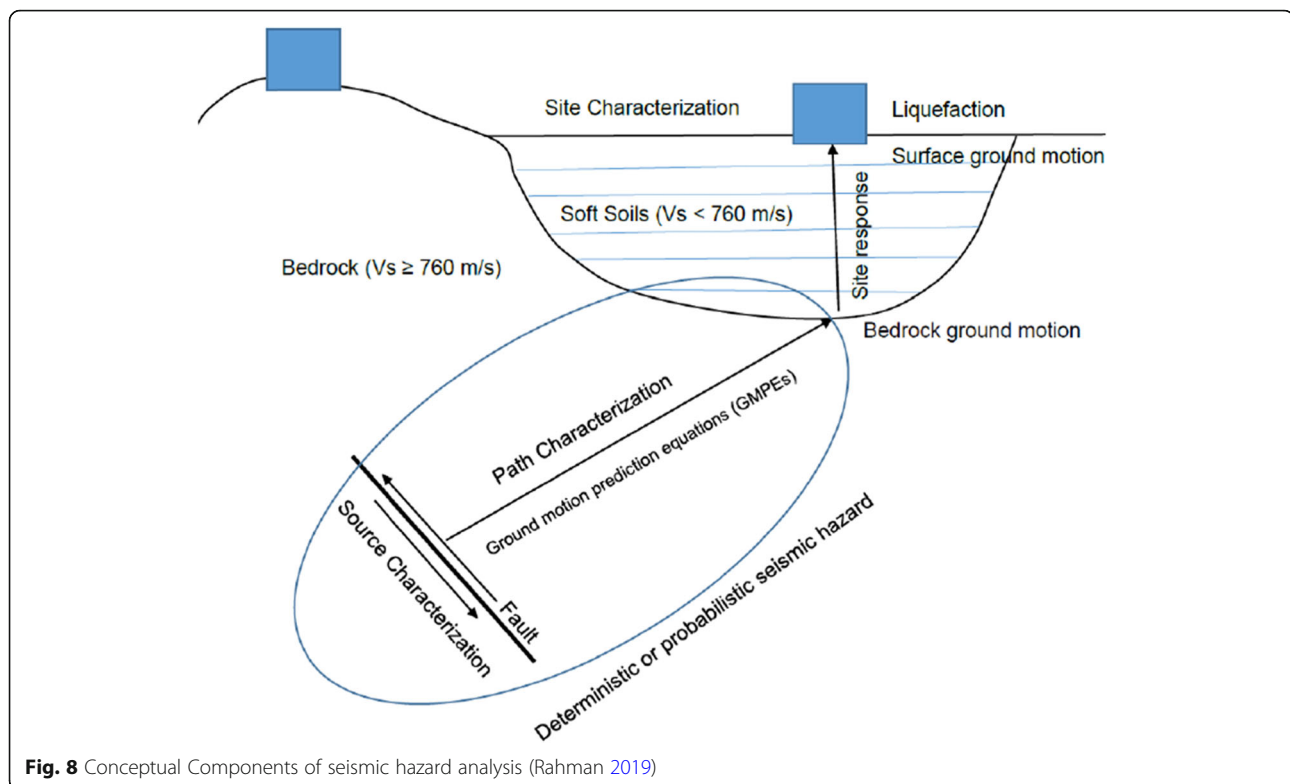 Site Characterization
Liquefaction
Surface ground motion
Soft Soils (Vs < 760 m/s)
Site response
Bedrock (Vs ≥ 760 m/s)
Bedrock ground motion
Path Characterization
Ground motion prediction equations (GMPEs)
Source Characterization
Fault
Deterministic or probabilistic seismic hazard
Fig. 8 Conceptual Components of seismic hazard analysis (Rahman 2019)